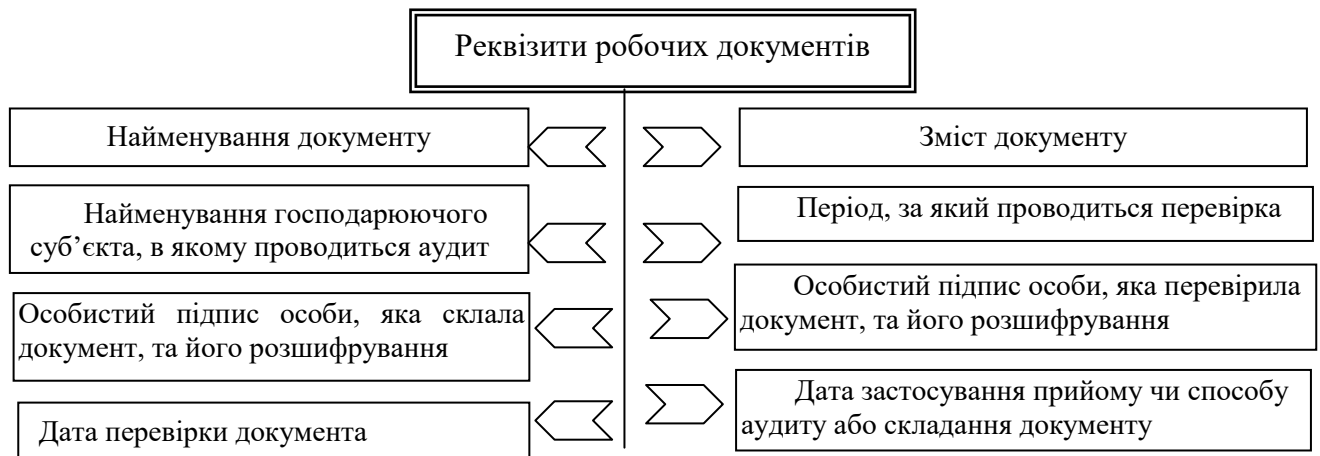 Реквізити робочих документів
Найменування документу
Зміст документу
Найменування господарюючого
суб’єкта, в якому проводиться аудит
Період, за який проводиться перевірка
Особистий підпис особи, яка склала
документ, та його розшифрування
Особистий підпис особи, яка перевірила
документ, та його розшифрування
Дата перевірки документа
Дата застосування прийому чи способу
аудиту або складання документу